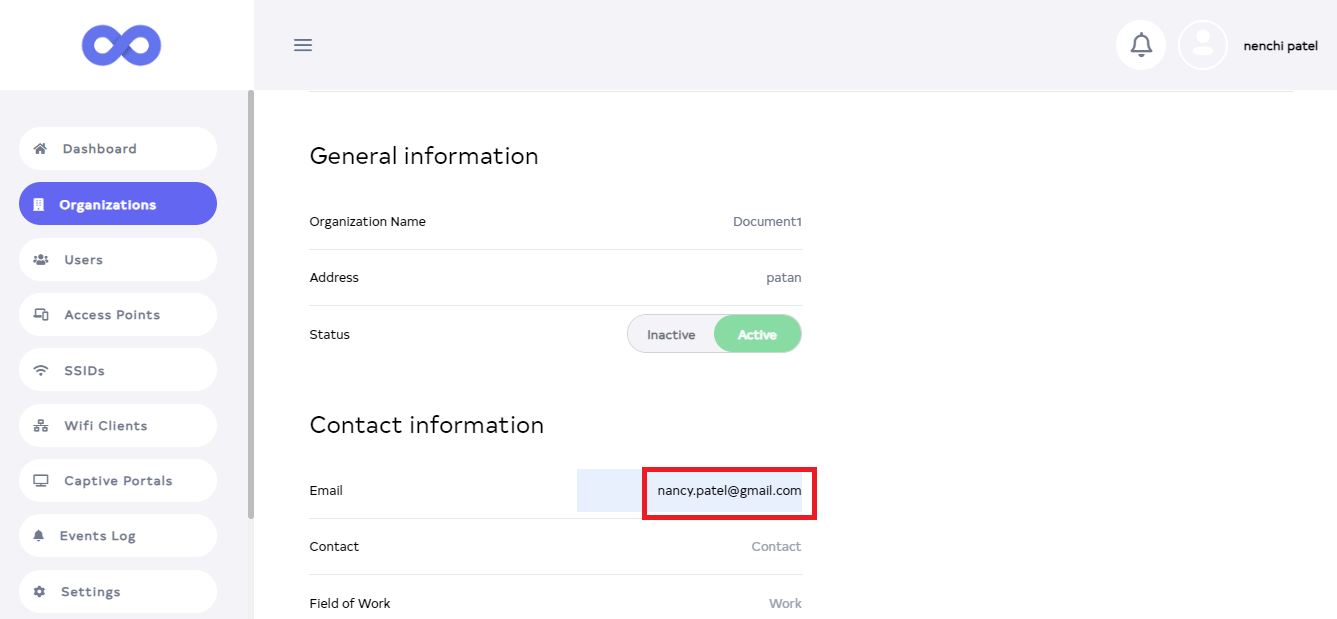 nenchi patel
Dashboard
Organizations
Users
Access Points
SSIDs
Wifi Clients
Captive Portals
Events Log
Settings
General information
Organization Name Document1
Address patan
Status Inactive Active
Contact information
Email nancy.patel@gmail.com
Contact Contact
Field of Work Work